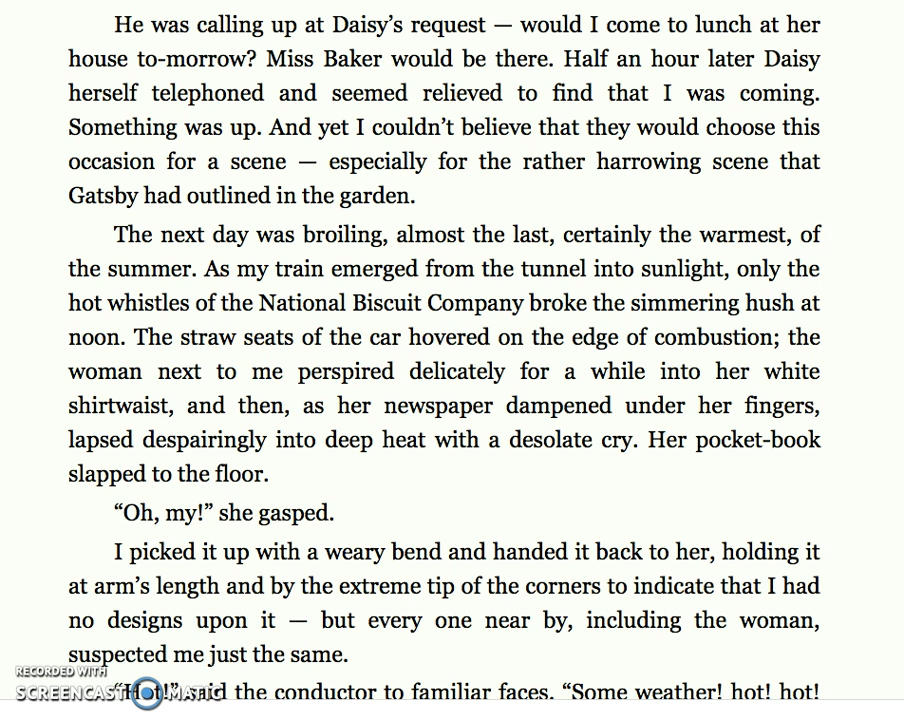 He was calling up at Daisy’s request — would I come to lunch at her
house to-morrow? Miss Baker would be there. Half an hour later Daisy
herself telephoned and seemed relieved to find that I was coming.
Something was up. And yet I couldn’t believe that they would choose this
occasion for a scene — especially for the rather harrowing scene that
Gatsby had outlined in the garden.
The next day was broiling, almost the last, certainly the warmest, of
the summer. As my train emerged from the tunnel into sunlight, only the
hot whistles of the National Biscuit Company broke the simmering hush at
noon. The straw seats of the car hovered on the edge of combustion; the
woman next to me perspired delicately for a while into her white
shirtwaist, and then, as her newspaper dampened under her fingers,
lapsed despairingly into deep heat with a desolate cry. Her pocket-book
slapped to the floor.
“Oh, my!” she gasped.
I picked it up with a weary bend and handed it back to her, holding it
at arm’s length and by the extreme tip of the corners to indicate that I had
no designs upon it — but every one near by, including the woman,
suspected me just the same.
RECORDED WITH
“Hot!” said the conductor to familiar faces. “Some weather! hot! hot!
SCREENCAST-O-MATIC